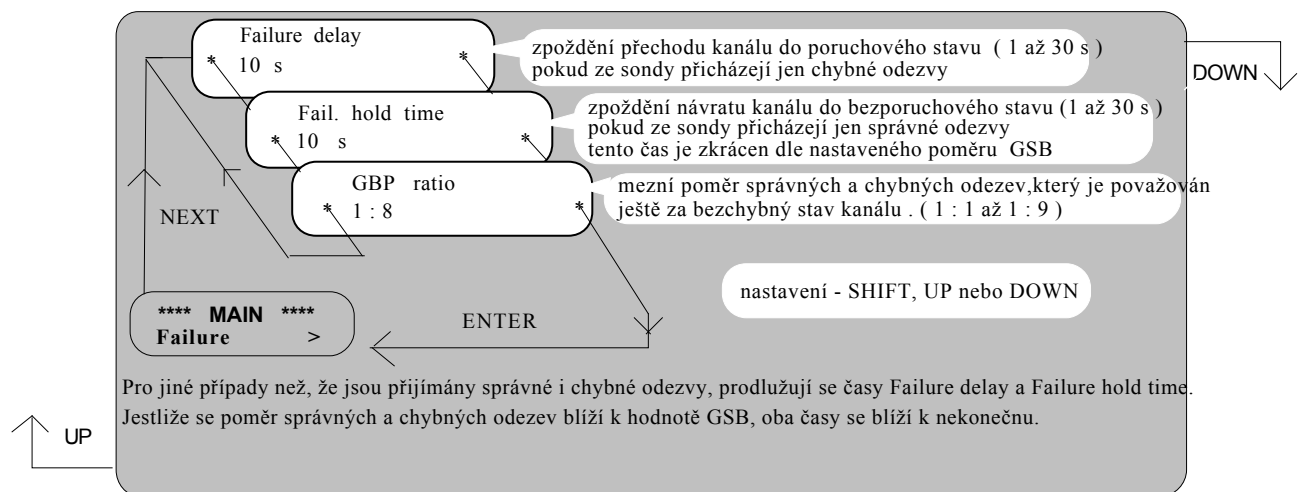 Failure delay
* 10 s *
zpoždění přechodu kanálu do poruchového stavu ( 1 až 30 s )
pokud ze sondy přicházejí jen chybné odezvy
DOWN
Fail. hold time
* 10 s *
zpoždění návratu kanálu do bezporuchového stavu (1 až 30 s )
pokud ze sondy přicházejí jen správné odezvy
tento čas je zkrácen dle nastaveného poměru GSB
GBP ratio
* 1 : 8 *
mezní poměr správných a chybných odezev,který je považován
ještě za bezchybný stav kanálu . ( 1 : 1 až 1 : 9 )
NEXT
nastavení - SHIFT, UP nebo DOWN
**** MAIN ****
Failure >
ENTER
Pro jiné případy než, že jsou přijímány správné i chybné odezvy, prodlužují se časy Failure delay a Failure hold time.
Jestliže se poměr správných a chybných odezev blíží k hodnotě GSB, oba časy se blíží k nekonečnu.
UP